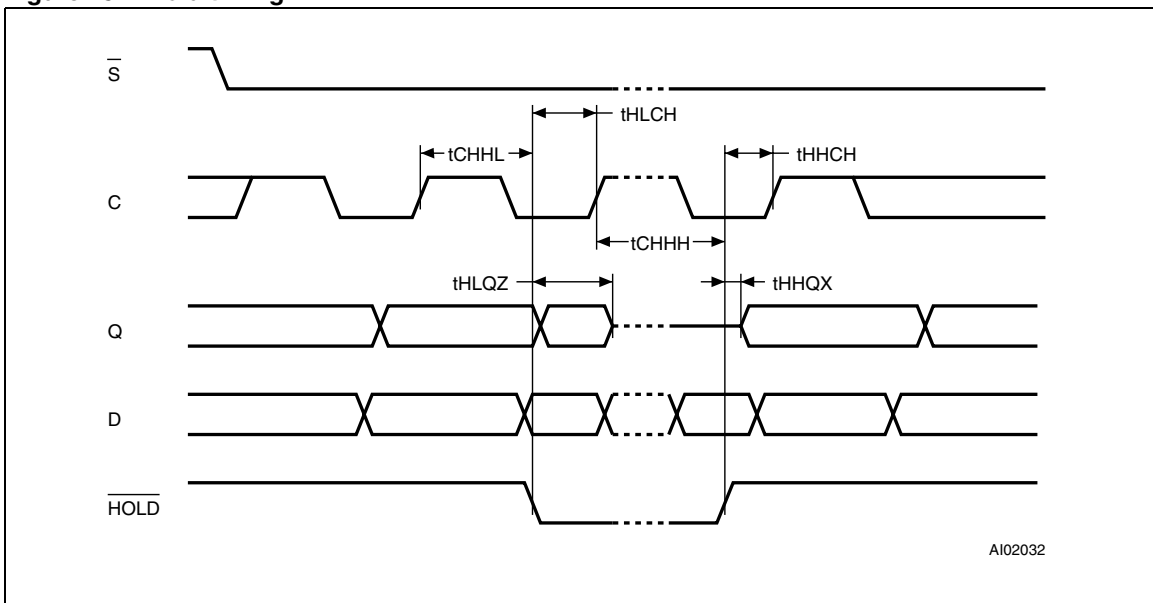 S
tHLCH
tCHHL
tHHCH
C
tCHHH
tHLQZ
tHHQX
Q
D
HOLD
AI02032